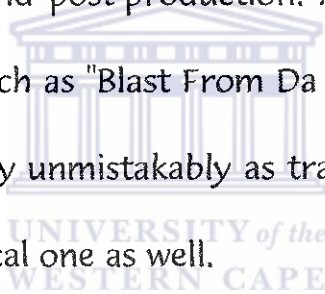 nd post-production.
ch as "Blast From Da
y unmistakably as tra
UNIVERSITY of the
cal one as well.
WESTERN CAPE